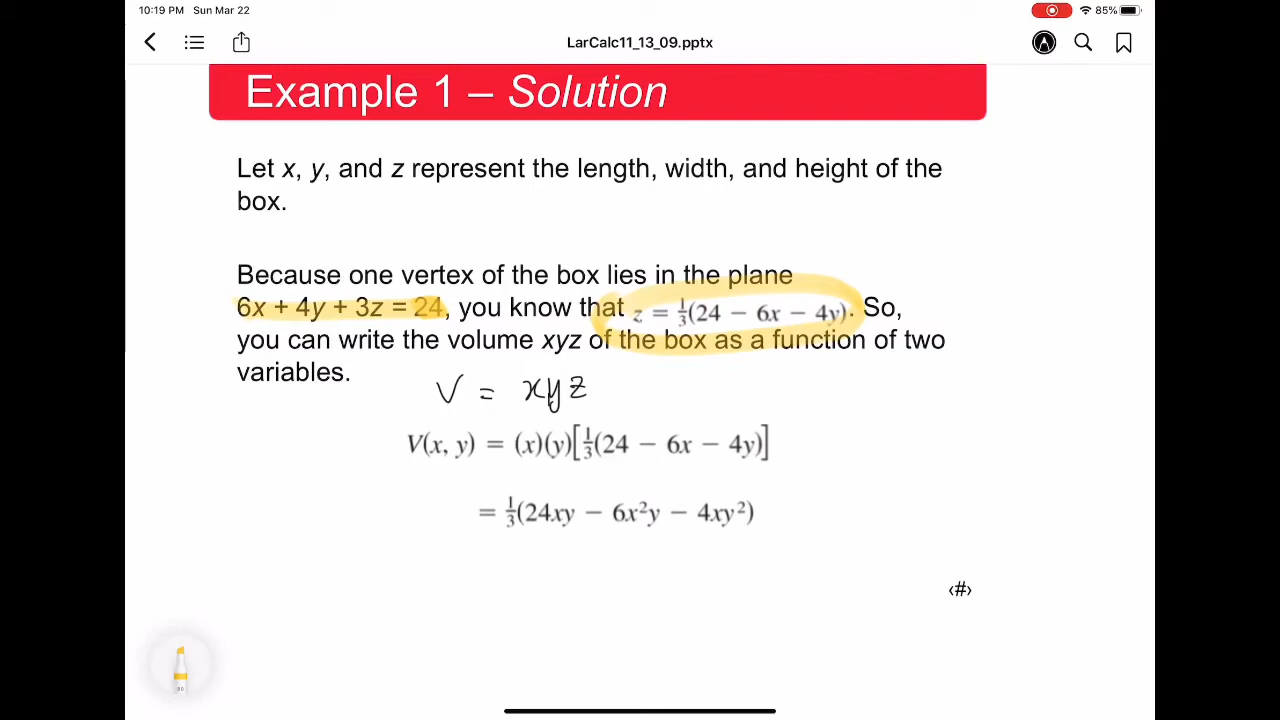 10:19 PM Sun Mar 22
85%
LarCalc11_13_09.pptx
Example 1 – Solution
Let x, y, and z represent the length, width, and height of the
box.
Because one vertex of the box lies in the plane
6x + 4y + 3z = 24, you know that z = 1/3(24 − 6x − 4y). So,
you can write the volume xyz of the box as a function of two
variables.
V = xyz
V(x, y) = (x)(y)[1/3(24 − 6x − 4y)]
= 1/3(24xy − 6x²y − 4xy²)
‹#›